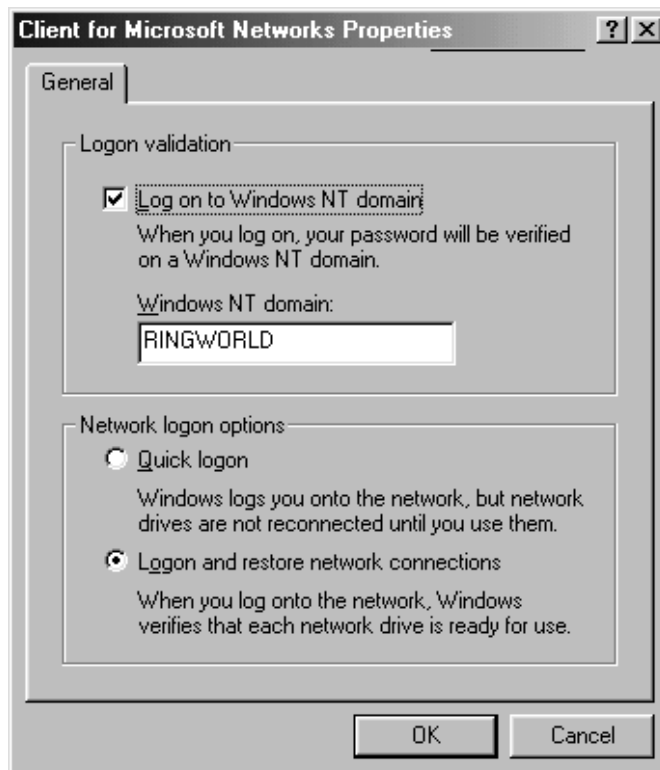 Client for Microsoft Networks Properties
General
Logon validation
Log on to Windows NT domain
When you log on, your password will be verified
on a Windows NT domain.
Windows NT domain:
RINGWORLD
Network logon options
Quick logon
Windows logs you onto the network, but network
drives are not reconnected until you use them.
Logon and restore network connections
When you log onto the network, Windows
verifies that each network drive is ready for use.
OK Cancel